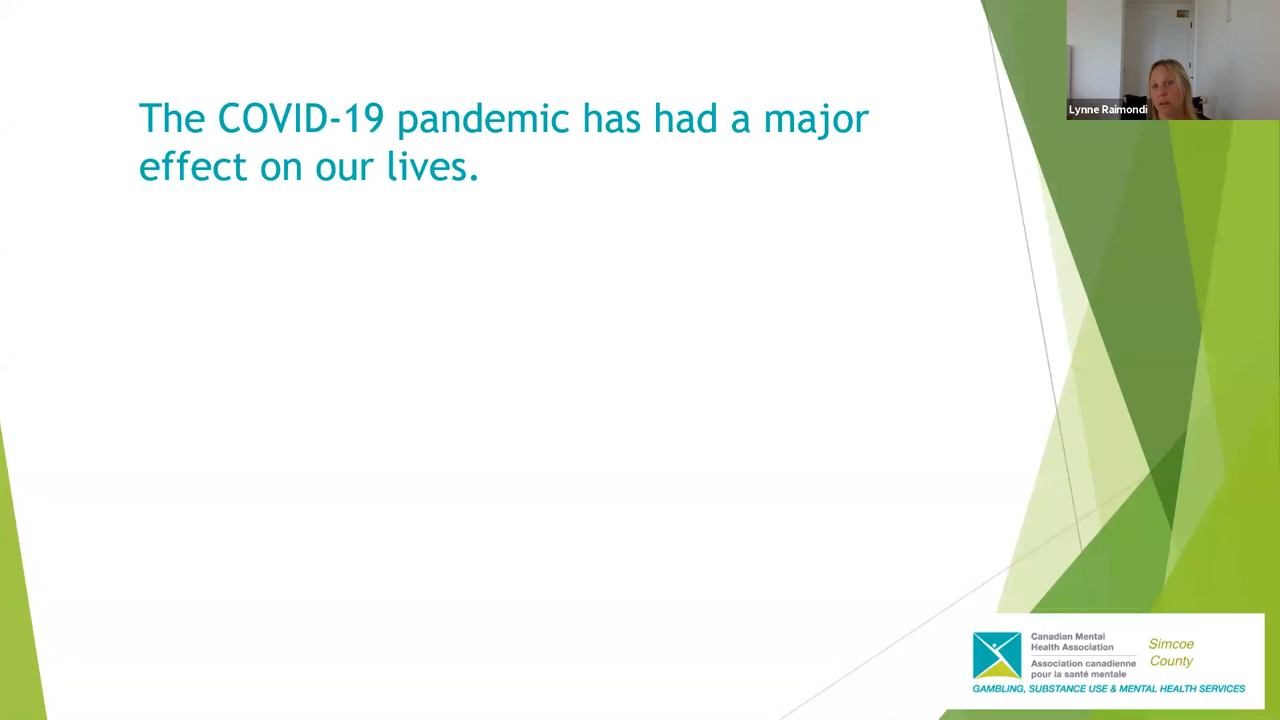 The COVID-19 pandemic has had a major
effect on our lives.
Lynne Raimondi
Canadian Mental
Health Association
Association canadienne
pour la santé mentale
Simcoe
County
GAMBLING, SUBSTANCE USE & MENTAL HEALTH SERVICES